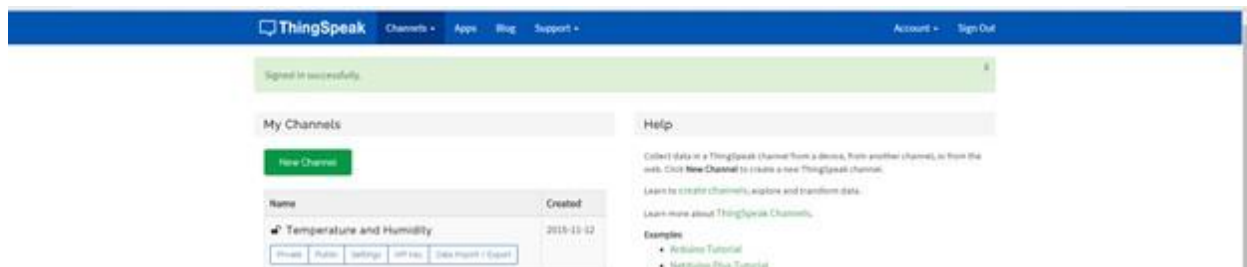 ThingSpeak Channels Apps Blog Support Account Sign Out
Signed in successfully.
x
My Channels
New Channel
Name Created
Temperature and Humidity 2015-11-12
Private Public Settings API Key Data Import / Export
Help
Collect data in a ThingSpeak channel from a device, from another channel, or from the
web. Click New Channel to create a new ThingSpeak channel.
Learn to create channels, explore and transform data.
Learn more about ThingSpeak Channels.
Examples
Arduino Tutorial
Netduino Plus Tutorial